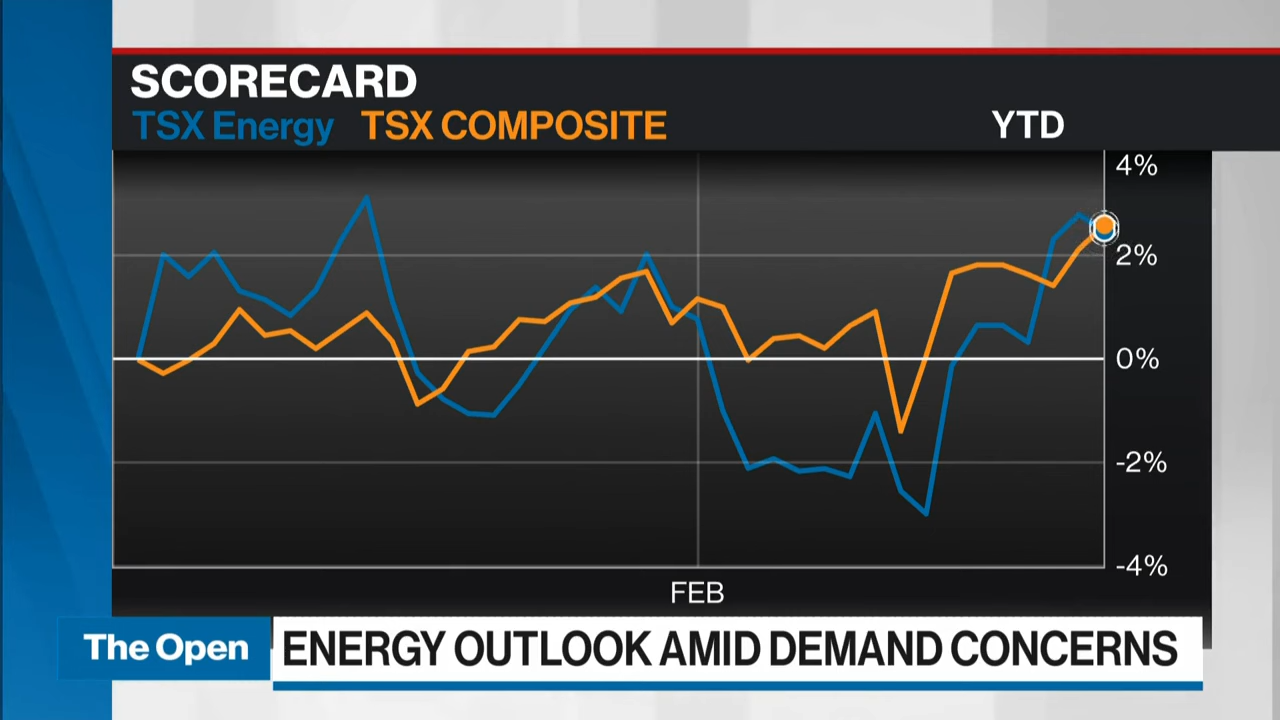 SCORECARD
TSX Energy TSX COMPOSITE YTD
4%
2%
0%
-2%
-4%
FEB
The Open ENERGY OUTLOOK AMID DEMAND CONCERNS